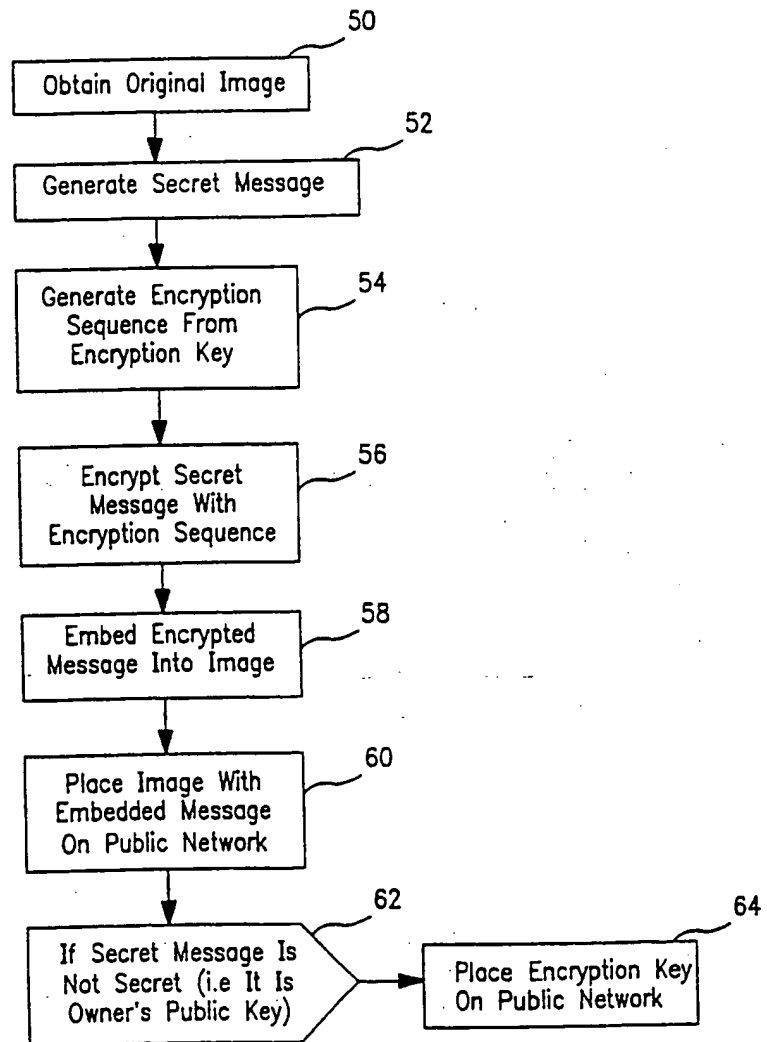 50
Obtain Original Image
52
Generate Secret Message
54
Generate Encryption
Sequence From
Encryption Key
56
Encrypt Secret
Message With
Encryption Sequence
58
Embed Encrypted
Message Into Image
60
Place Image With
Embedded Message
On Public Network
62
If Secret Message Is
Not Secret (i.e It Is
Owner's Public Key)
64
Place Encryption Key
On Public Network